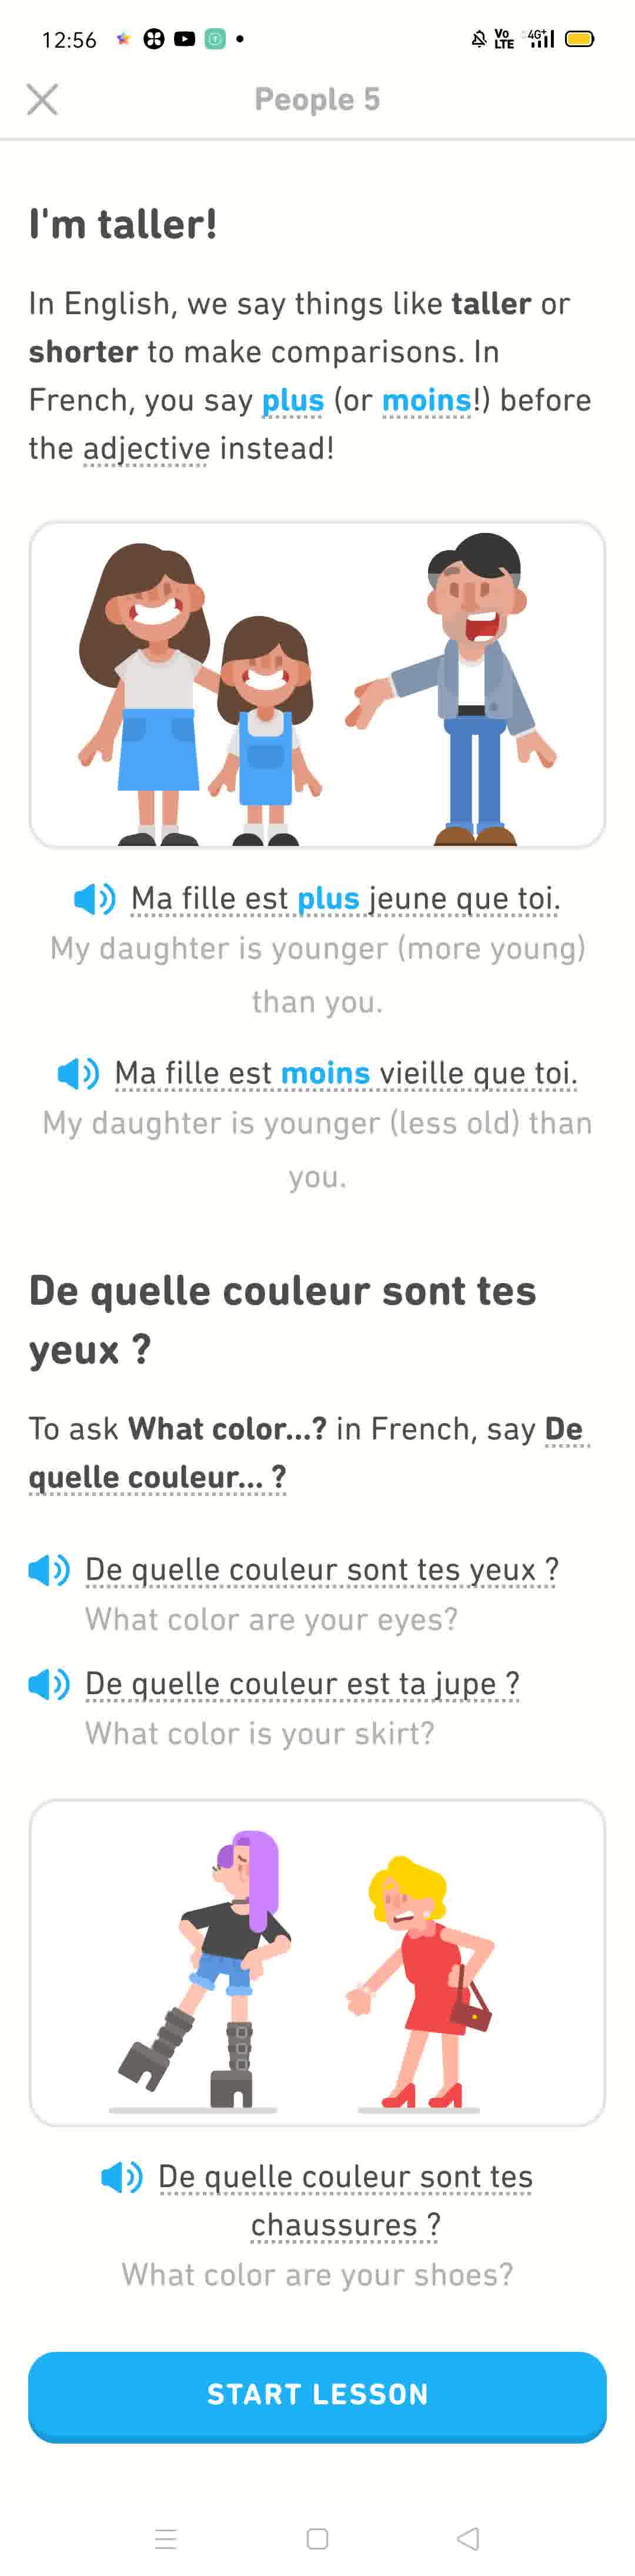 12:56
Vo LTE 4G+
People 5
I'm taller!
In English, we say things like taller or
shorter to make comparisons. In
French, you say plus (or moins!) before
the adjective instead!
Ma fille est plus jeune que toi.
My daughter is younger (more young)
than you.
Ma fille est moins vieille que toi.
My daughter is younger (less old) than
you.
De quelle couleur sont tes
yeux ?
To ask What color...? in French, say De
quelle couleur... ?
De quelle couleur sont tes yeux ?
What color are your eyes?
De quelle couleur est ta jupe ?
What color is your skirt?
De quelle couleur sont tes
chaussures ?
What color are your shoes?
START LESSON